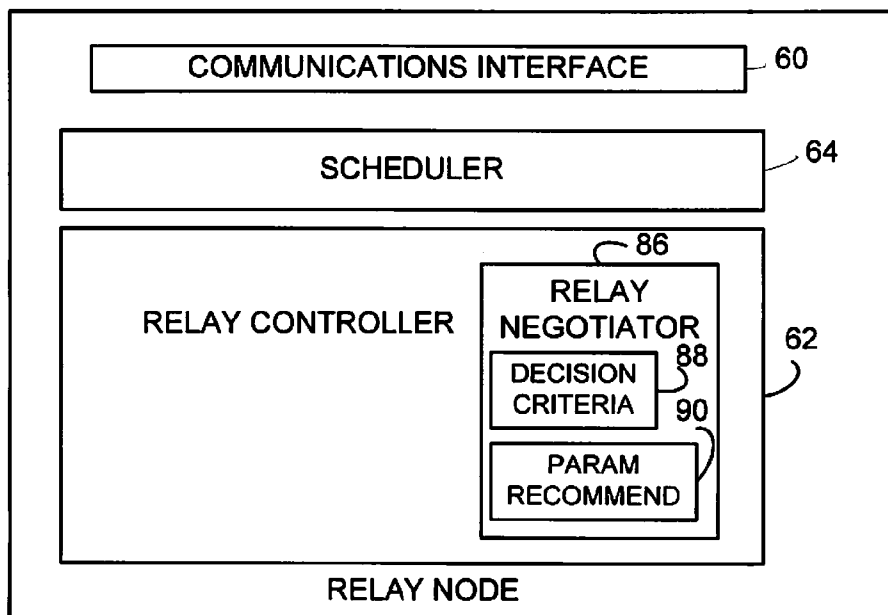 COMMUNICATIONS INTERFACE
60
SCHEDULER
64
86
RELAY CONTROLLER
RELAY
NEGOTIATOR
62
88
DECISION
CRITERIA
90
PARAM
RECOMMEND
RELAY NODE